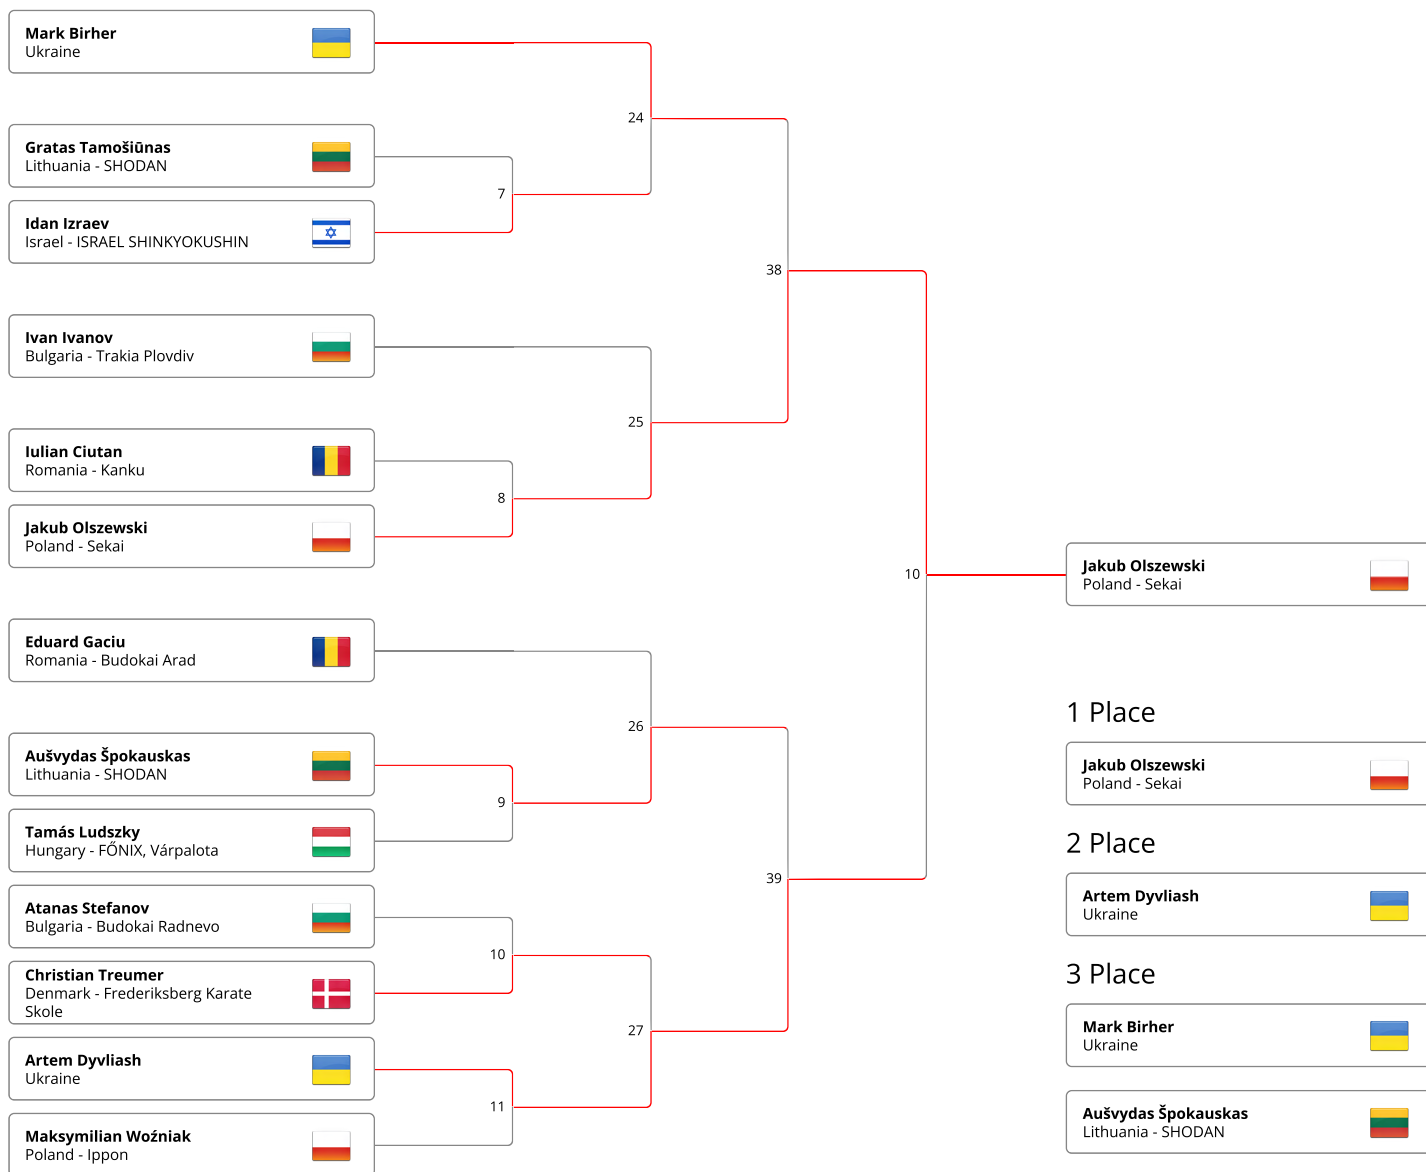 Mark Birher
Ukraine
Gratas Tamošiūnas
Lithuania - SHODAN
Idan Izraev
Israel - ISRAEL SHINKYOKUSHIN
Ivan Ivanov
Bulgaria - Trakia Plovdiv
Iulian Ciutan
Romania - Kanku
Jakub Olszewski
Poland - Sekai
Eduard Gaciu
Romania - Budokai Arad
Aušvydas Špokauskas
Lithuania - SHODAN
Tamás Ludszky
Hungary - FŐNIX, Várpalota
Atanas Stefanov
Bulgaria - Budokai Radnevo
Christian Treumer
Denmark - Frederiksberg Karate
Skole
Artem Dyvliash
Ukraine
Maksymilian Woźniak
Poland - Ippon
7
8
9
10
11
24
25
26
27
38
39
10
Jakub Olszewski
Poland - Sekai
1 Place
Jakub Olszewski
Poland - Sekai
2 Place
Artem Dyvliash
Ukraine
3 Place
Mark Birher
Ukraine
Aušvydas Špokauskas
Lithuania - SHODAN